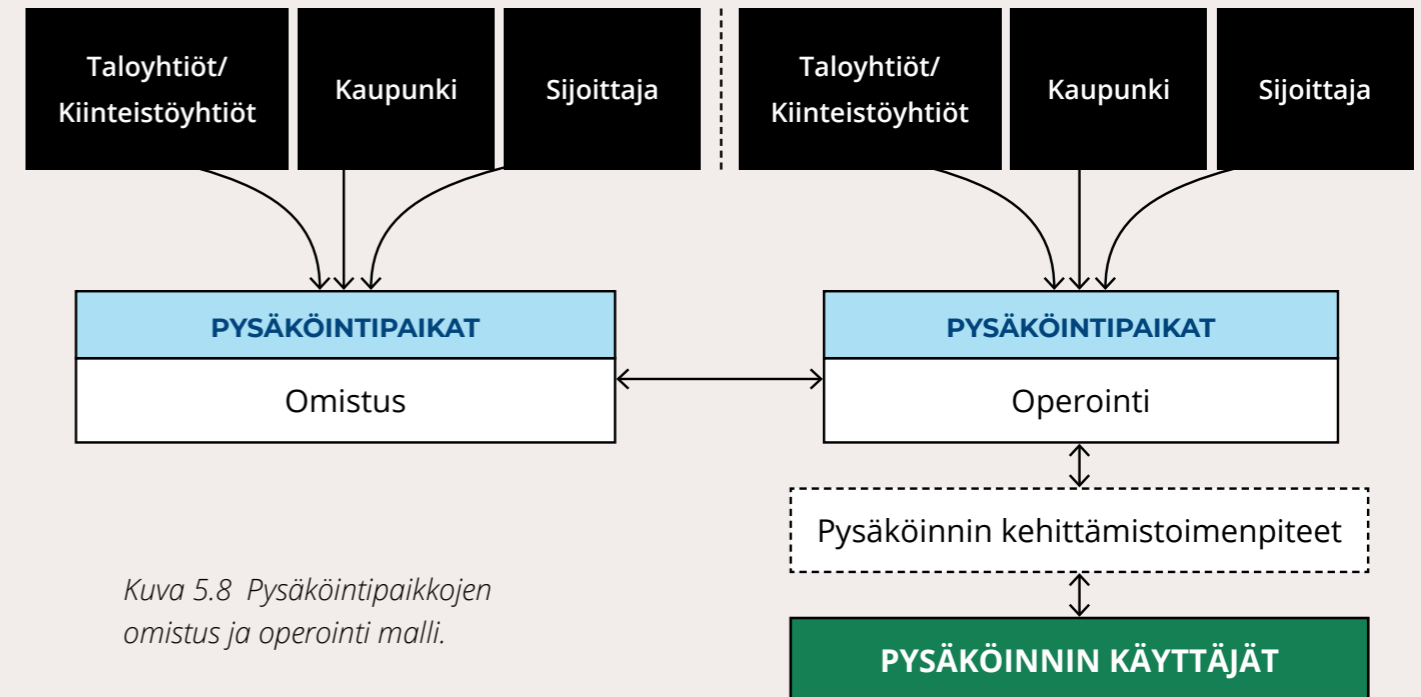 Taloyhtiöt/
Kiinteistöyhtiöt
Kaupunki
Sijoittaja
Taloyhtiöt/
Kiinteistöyhtiöt
Kaupunki
Sijoittaja
PYSÄKÖINTIPAIKAT
Omistus
PYSÄKÖINTIPAIKAT
Operointi
Pysäköinnin kehittämistoimenpiteet
Kuva 5.8 Pysäköintipaikkojen
omistus ja operointi malli.
PYSÄKÖINNIN KÄYTTÄJÄT